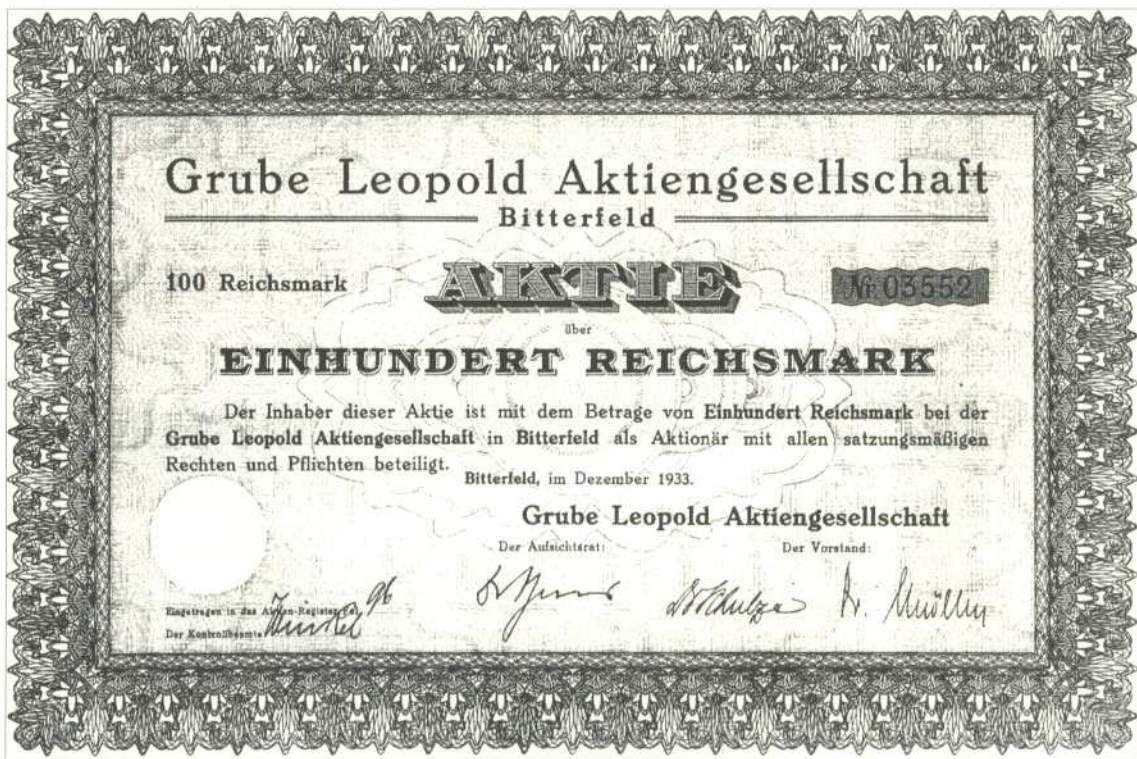 Grube Leopold Aktiengesellschaft
Bitterfeld
100 Reichsmark
AKTIE
Nr 03552
über
EINHUNDERT REICHSMARK
Der Inhaber dieser Aktie ist mit dem Betrage von Einhundert Reichsmark bei der
Grube Leopold Aktiengesellschaft in Bitterfeld als Aktionär mit allen satzungsmäßigen
Rechten und Pflichten beteiligt.
Bitterfeld, im Dezember 1933.
Grube Leopold Aktiengesellschaft
Der Aufsichtsrat:
Der Vorstand:
Eingetragen in das Aktien-Register Fol. 96
Der Kontrollbeamte